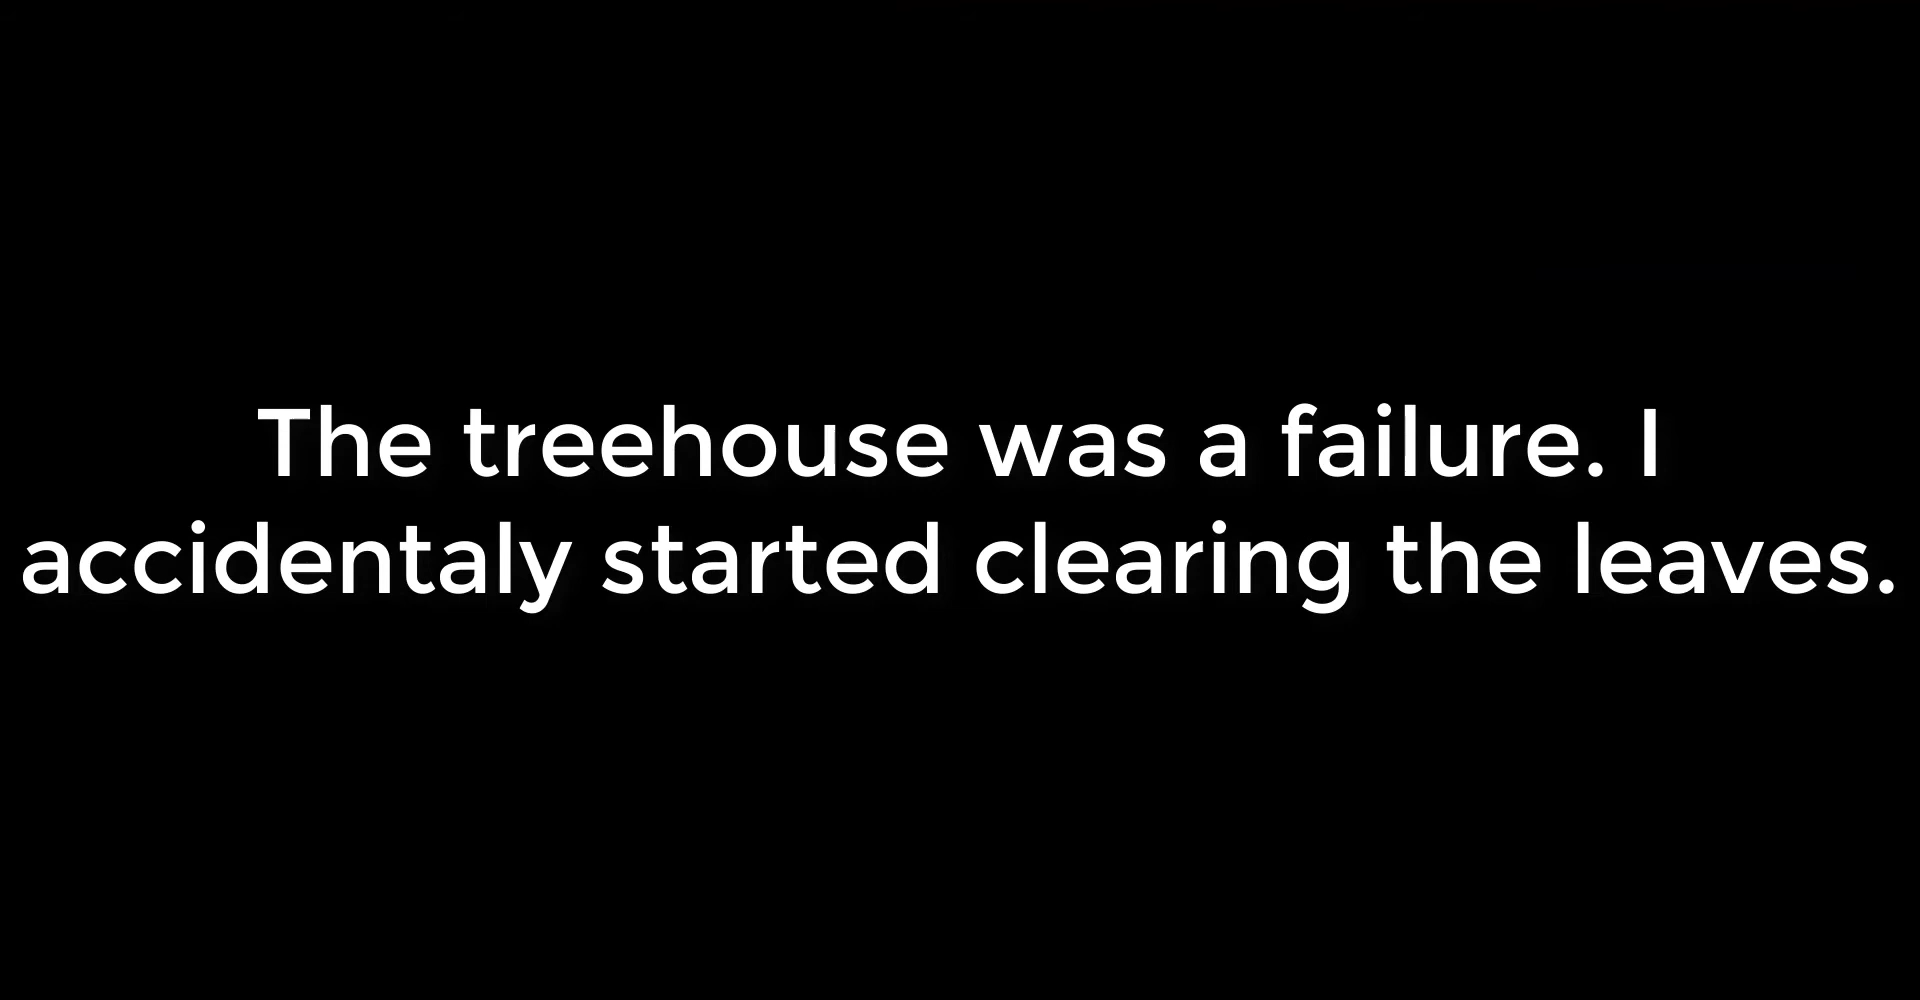 The treehouse was a failure. I
accidentaly started clearing the leaves.